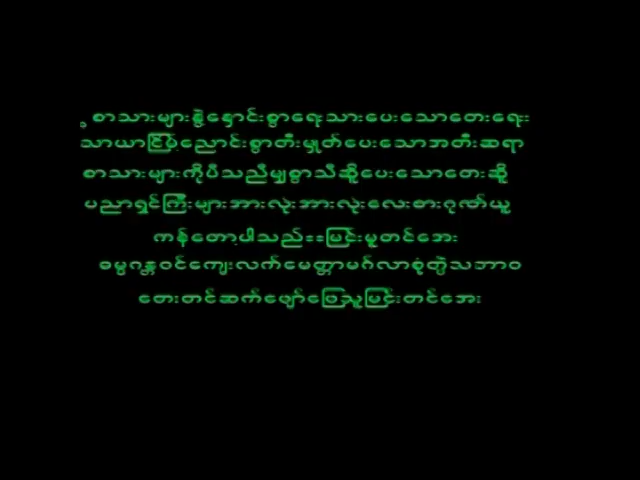 စာသားများနှဲ့နှောင်းစွာရေးသားပေးသောတေးရေး
သာယာငြိမ့်ညောင်းစွာတီးမှုတ်ပေးသောအတီးဆရာ
စာသားများကိုပီသညီမျှစွာသီဆိုပေးသောတေးဆို
ပညာရှင်ကြီးများအားလုံးအားလုံးလေးစားဂုဏ်ယူ
ကန်တော့ပါသည်==မြင်းမူတင်အေး
ဓမ္မဂန္တဝင်ကျေးလက်မေတ္တာမဂ်လာစုံတွဲသဘာဝ
တေးတင်ဆက်ဖျော်ဖြေသူမြင်းတင်အေး